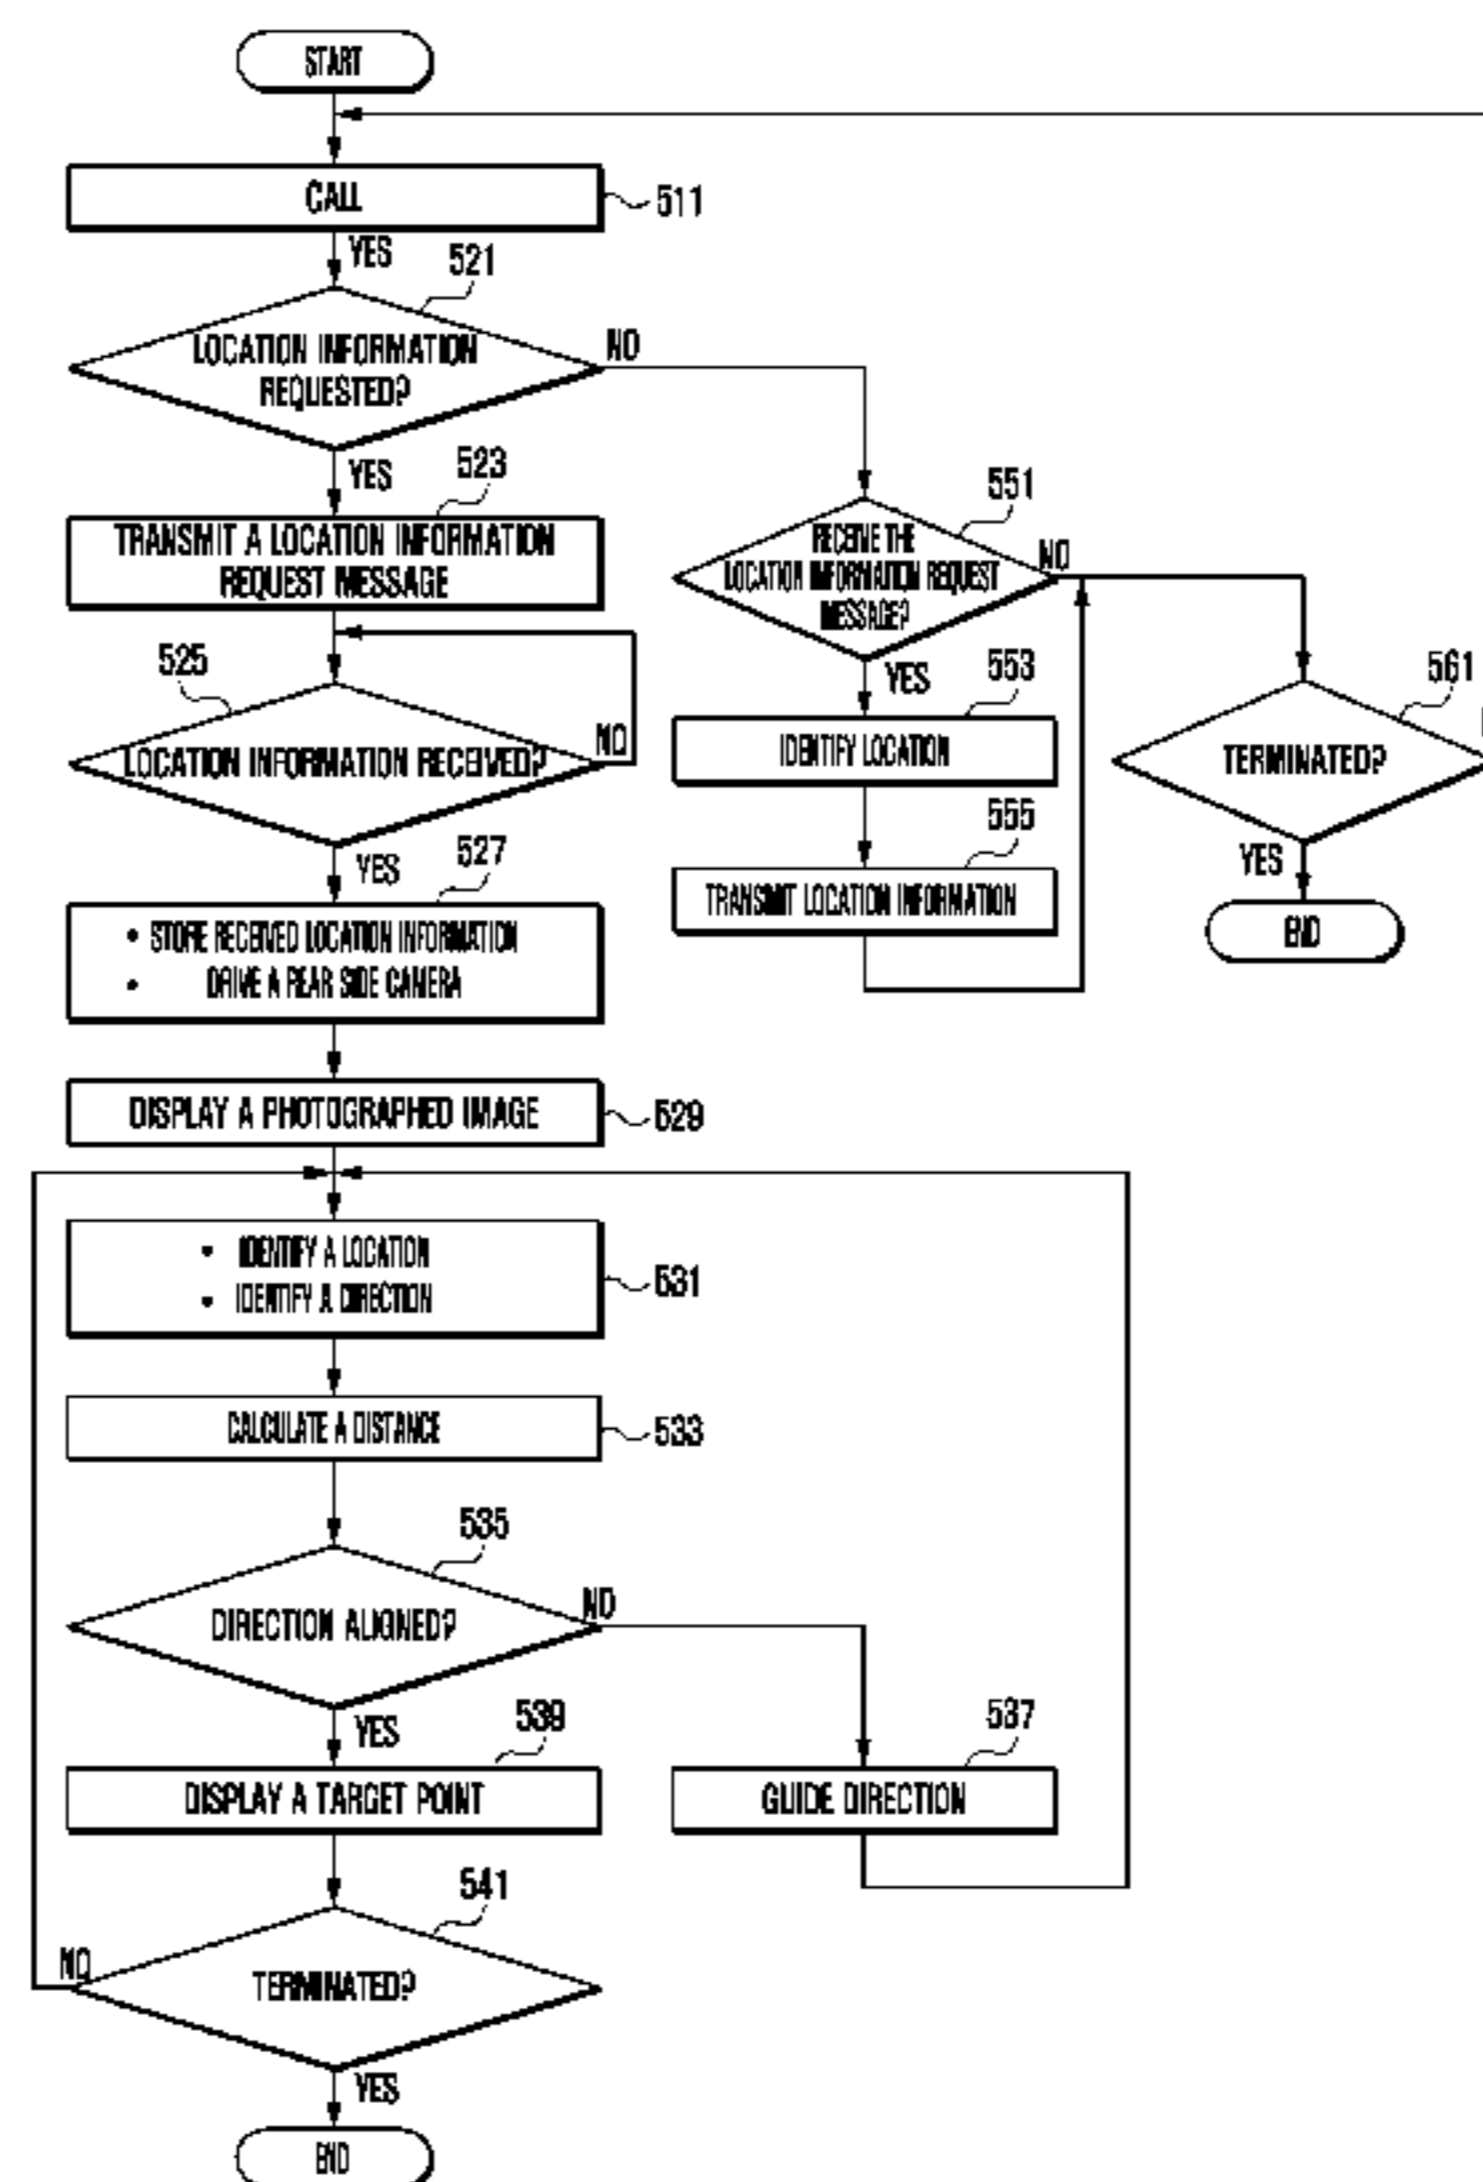 START
CALL
511
YES
521
LOCATION INFORMATION
REQUESTED?
NO
YES
523
TRANSMIT A LOCATION INFORMATION
REQUEST MESSAGE
551
RECEIVE THE
LOCATION INFORMATION REQUEST
MESSAGE?
NO
YES
525
LOCATION INFORMATION RECEIVED?
NO
YES
553
IDENTIFY LOCATION
555
TRANSMIT LOCATION INFORMATION
561
TERMINATED?
YES
END
527
• STORE RECEIVED LOCATION INFORMATION
• DRIVE A REAR SIDE CAMERA
DISPLAY A PHOTOGRAPHED IMAGE
529
• IDENTIFY A LOCATION
• IDENTIFY A DIRECTION
531
CALCULATE A DISTANCE
533
535
DIRECTION ALIGNED?
NO
YES
539
DISPLAY A TARGET POINT
537
GUIDE DIRECTION
541
TERMINATED?
NO
YES
END